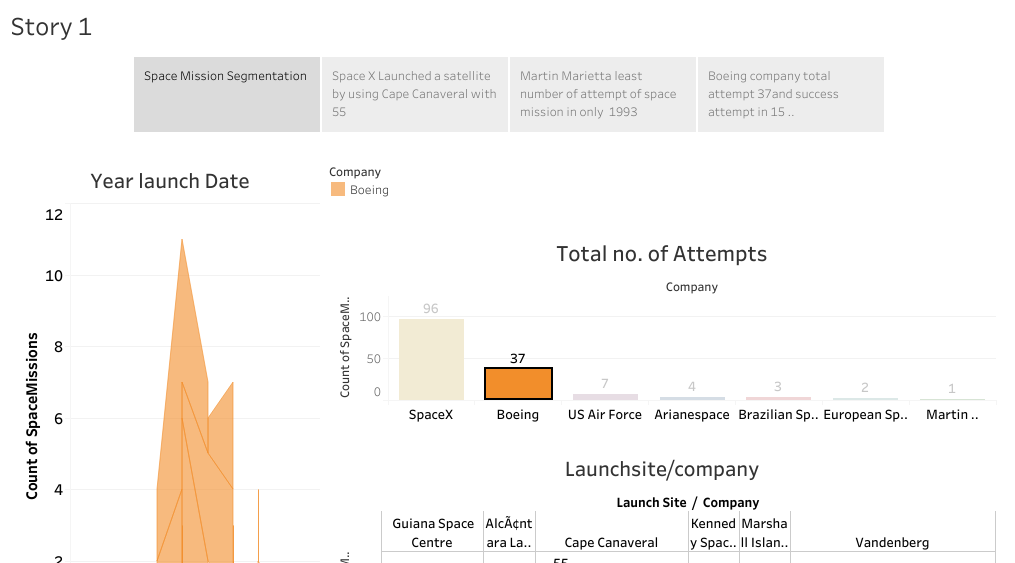 Story 1
Space Mission Segmentation
Space X Launched a satellite
by using Cape Canaveral with
55
Martin Marietta least
number of attempt of space
mission in only  1993
Boeing company total
attempt 37and success
attempt in 15 ..
Year launch Date
Company
Boeing
12
10
8
6
4
2
Count of SpaceMissions
Total no. of Attempts
Company
Count of SpaceM..
100
50
0
96
37
7
4
3
2
1
SpaceX
Boeing
US Air Force
Arianespace
Brazilian Sp..
European Sp..
Martin ..
Launchsite/company
Launch Site / Company
Guiana Space
Centre
AlcÃ¢nt
ara La..
Cape Canaveral
Kenned
y Spac..
Marsha
ll Islan..
Vandenberg
55
M..